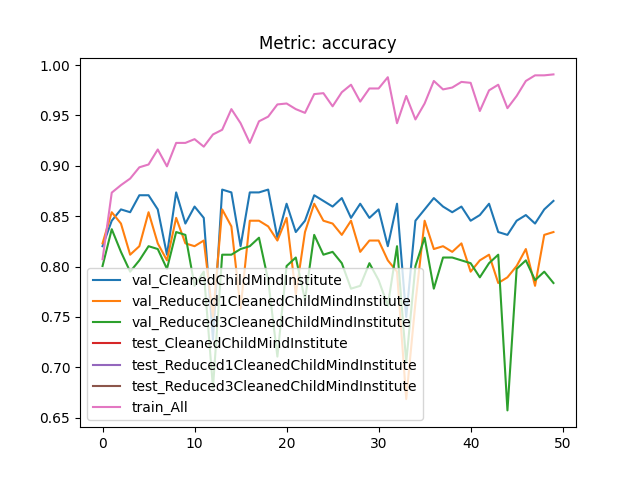 Metric: accuracy
1.00
0.95
0.90
0.85
0.80
0.75
0.70
0.65
val_CleanedChildMindInstitute
val_Reduced1CleanedChildMindInstitute
val_Reduced3CleanedChildMindInstitute
test_CleanedChildMindInstitute
test_Reduced1CleanedChildMindInstitute
test_Reduced3CleanedChildMindInstitute
train_All
0 10 20 30 40 50